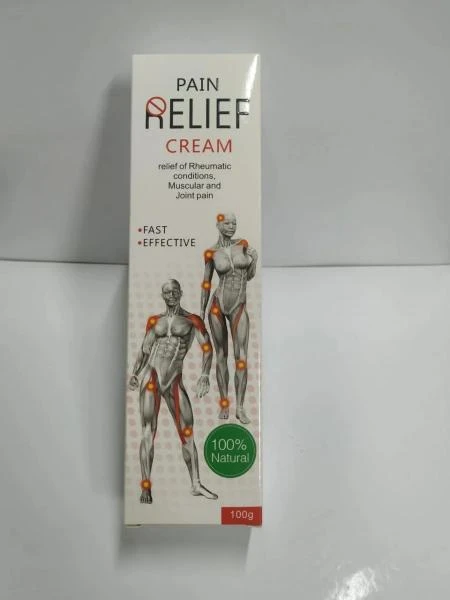 PAIN
RELIEF
CREAM
relief of Rheumatic
conditions,
Muscular and
Joint pain
•FAST
•EFFECTIVE
100%
Natural
100g